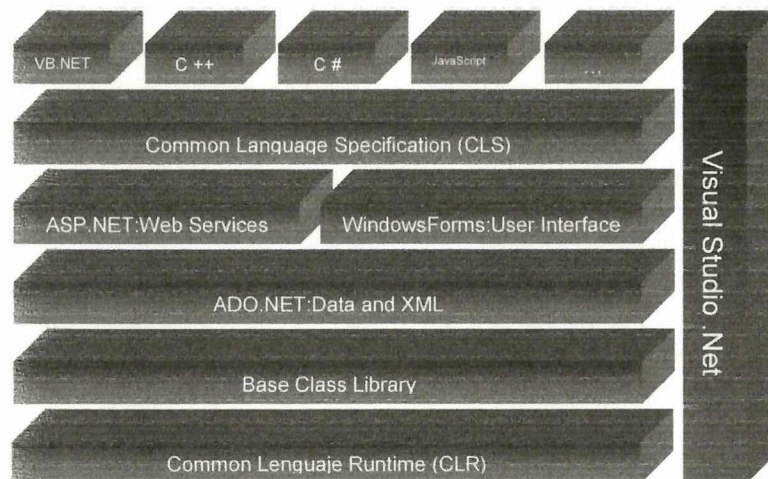 VB.NET
C ++
C #
JavaScript
...
Common Language Specification (CLS)
ASP.NET:Web Services
WindowsForms:User Interface
ADO.NET:Data and XML
Base Class Library
Common Lenguaje Runtime (CLR)
Visual Studio .Net